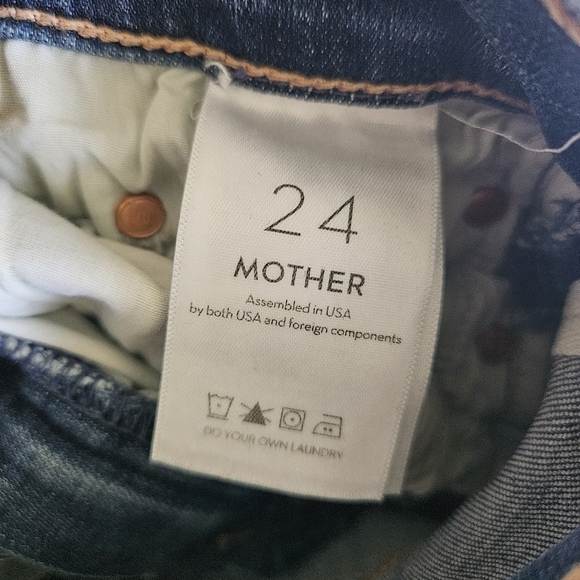 24
MOTHER
Assembled in USA
by both USA and foreign components
DO YOUR OWN LAUNDRY